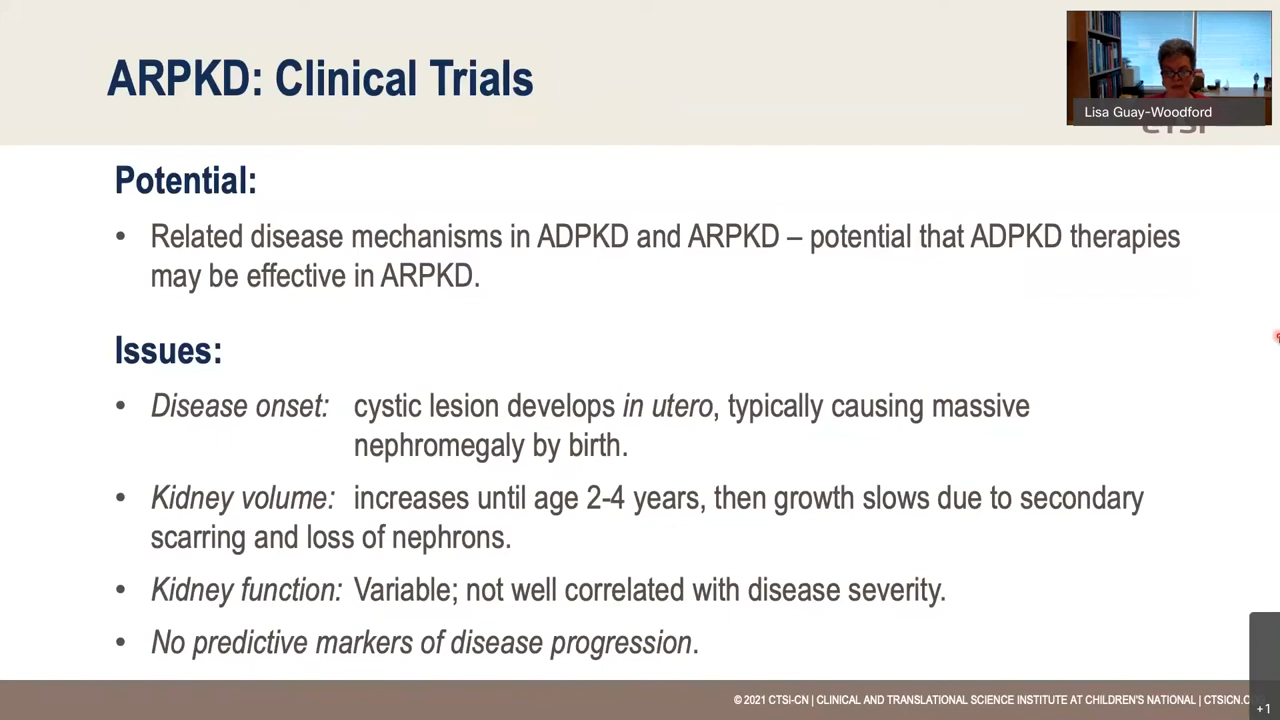 ARPKD: Clinical Trials
Lisa Guay-Woodford
Potential:
• Related disease mechanisms in ADPKD and ARPKD – potential that ADPKD therapies
may be effective in ARPKD.
Issues:
• Disease onset: cystic lesion develops in utero, typically causing massive
nephromegaly by birth.
• Kidney volume: increases until age 2-4 years, then growth slows due to secondary
scarring and loss of nephrons.
• Kidney function: Variable; not well correlated with disease severity.
• No predictive markers of disease progression.
© 2021 CTSI-CN | CLINICAL AND TRANSLATIONAL SCIENCE INSTITUTE AT CHILDREN'S NATIONAL |
+1